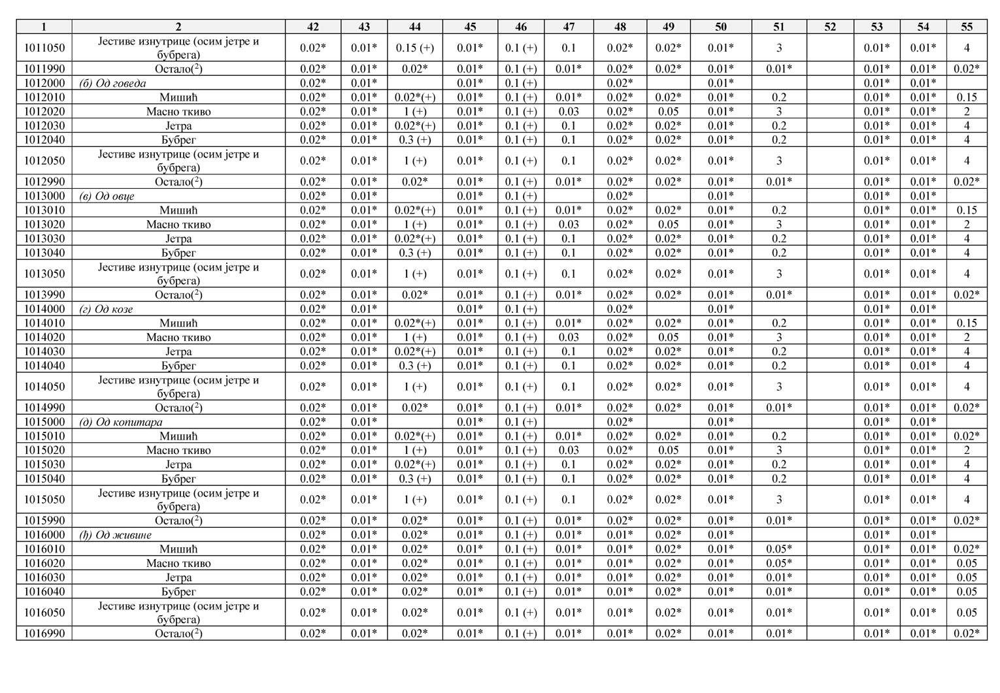 1 2 42 43 44 45 46 47 48 49 50 51 52 53 54 55
1011050 Јестиве изнутрице (осим јетре и бубрега) 0.02* 0.01* 0.15 (+) 0.01* 0.1 (+) 0.1 0.02* 0.02* 0.01* 3 0.01* 0.01* 4
1011990 Остало(2) 0.02* 0.01* 0.02* 0.01* 0.1 (+) 0.01* 0.02* 0.02* 0.01* 0.01* 0.01* 0.01* 0.02*
1012000 (б) Од говеда 0.02* 0.01* 0.01* 0.1 (+) 0.02* 0.01* 0.01* 0.01*
1012010 Мишић 0.02* 0.01* 0.02*(+) 0.01* 0.1 (+) 0.01* 0.02* 0.02* 0.01* 0.2 0.01* 0.01* 0.15
1012020 Масно ткиво 0.02* 0.01* 1 (+) 0.01* 0.1 (+) 0.03 0.02* 0.05 0.01* 3 0.01* 0.01* 2
1012030 Јетра 0.02* 0.01* 0.02*(+) 0.01* 0.1 (+) 0.1 0.02* 0.02* 0.01* 0.2 0.01* 0.01* 4
1012040 Бубрег 0.02* 0.01* 0.3 (+) 0.01* 0.1 (+) 0.1 0.02* 0.02* 0.01* 0.2 0.01* 0.01* 4
1012050 Јестиве изнутрице (осим јетре и бубрега) 0.02* 0.01* 1 (+) 0.01* 0.1 (+) 0.1 0.02* 0.02* 0.01* 3 0.01* 0.01* 4
1012990 Остало(2) 0.02* 0.01* 0.02* 0.01* 0.1 (+) 0.01* 0.02* 0.02* 0.01* 0.01* 0.01* 0.01* 0.02*
1013000 (в) Од овце 0.02* 0.01* 0.01* 0.1 (+) 0.02* 0.01* 0.01* 0.01*
1013010 Мишић 0.02* 0.01* 0.02*(+) 0.01* 0.1 (+) 0.01* 0.02* 0.02* 0.01* 0.2 0.01* 0.01* 0.15
1013020 Масно ткиво 0.02* 0.01* 1 (+) 0.01* 0.1 (+) 0.03 0.02* 0.05 0.01* 3 0.01* 0.01* 2
1013030 Јетра 0.02* 0.01* 0.02*(+) 0.01* 0.1 (+) 0.1 0.02* 0.02* 0.01* 0.2 0.01* 0.01* 4
1013040 Бубрег 0.02* 0.01* 0.3 (+) 0.01* 0.1 (+) 0.1 0.02* 0.02* 0.01* 0.2 0.01* 0.01* 4
1013050 Јестиве изнутрице (осим јетре и бубрега) 0.02* 0.01* 1 (+) 0.01* 0.1 (+) 0.1 0.02* 0.02* 0.01* 3 0.01* 0.01* 4
1013990 Остало(2) 0.02* 0.01* 0.02* 0.01* 0.1 (+) 0.01* 0.02* 0.02* 0.01* 0.01* 0.01* 0.01* 0.02*
1014000 (г) Од козе 0.02* 0.01* 0.01* 0.1 (+) 0.02* 0.01* 0.01* 0.01*
1014010 Мишић 0.02* 0.01* 0.02*(+) 0.01* 0.1 (+) 0.01* 0.02* 0.02* 0.01* 0.2 0.01* 0.01* 0.15
1014020 Масно ткиво 0.02* 0.01* 1 (+) 0.01* 0.1 (+) 0.03 0.02* 0.05 0.01* 3 0.01* 0.01* 2
1014030 Јетра 0.02* 0.01* 0.02*(+) 0.01* 0.1 (+) 0.1 0.02* 0.02* 0.01* 0.2 0.01* 0.01* 4
1014040 Бубрег 0.02* 0.01* 0.3 (+) 0.01* 0.1 (+) 0.1 0.02* 0.02* 0.01* 0.2 0.01* 0.01* 4
1014050 Јестиве изнутрице (осим јетре и бубрега) 0.02* 0.01* 1 (+) 0.01* 0.1 (+) 0.1 0.02* 0.02* 0.01* 3 0.01* 0.01* 4
1014990 Остало(2) 0.02* 0.01* 0.02* 0.01* 0.1 (+) 0.01* 0.02* 0.02* 0.01* 0.01* 0.01* 0.01* 0.02*
1015000 (д) Од копитара 0.02* 0.01* 0.01* 0.1 (+) 0.02* 0.01* 0.01* 0.01*
1015010 Мишић 0.02* 0.01* 0.02*(+) 0.01* 0.1 (+) 0.01* 0.02* 0.02* 0.01* 0.2 0.01* 0.01* 0.02*
1015020 Масно ткиво 0.02* 0.01* 1 (+) 0.01* 0.1 (+) 0.03 0.02* 0.05 0.01* 3 0.01* 0.01* 2
1015030 Јетра 0.02* 0.01* 0.02*(+) 0.01* 0.1 (+) 0.1 0.02* 0.02* 0.01* 0.2 0.01* 0.01* 4
1015040 Бубрег 0.02* 0.01* 0.3 (+) 0.01* 0.1 (+) 0.1 0.02* 0.02* 0.01* 0.2 0.01* 0.01* 4
1015050 Јестиве изнутрице (осим јетре и бубрега) 0.02* 0.01* 1 (+) 0.01* 0.1 (+) 0.1 0.02* 0.02* 0.01* 3 0.01* 0.01* 4
1015990 Остало(2) 0.02* 0.01* 0.02* 0.01* 0.1 (+) 0.01* 0.02* 0.02* 0.01* 0.01* 0.01* 0.01* 0.02*
1016000 (ђ) Од живине 0.02* 0.01* 0.02* 0.01* 0.1 (+) 0.01* 0.01* 0.02* 0.01* 0.01* 0.01*
1016010 Мишић 0.02* 0.01* 0.02* 0.01* 0.1 (+) 0.01* 0.01* 0.02* 0.01* 0.05* 0.01* 0.01* 0.02*
1016020 Масно ткиво 0.02* 0.01* 0.02* 0.01* 0.1 (+) 0.01* 0.01* 0.02* 0.01* 0.05* 0.01* 0.01* 0.05
1016030 Јетра 0.02* 0.01* 0.02* 0.01* 0.1 (+) 0.01* 0.01* 0.02* 0.01* 0.01* 0.01* 0.01* 0.05
1016040 Бубрег 0.02* 0.01* 0.02* 0.01* 0.1 (+) 0.01* 0.01* 0.02* 0.01* 0.01* 0.01* 0.01* 0.05
1016050 Јестиве изнутрице (осим јетре и бубрега) 0.02* 0.01* 0.02* 0.01* 0.1 (+) 0.01* 0.01* 0.02* 0.01* 0.01* 0.01* 0.01* 0.05
1016990 Остало(2) 0.02* 0.01* 0.02* 0.01* 0.1 (+) 0.01* 0.01* 0.02* 0.01* 0.01* 0.01* 0.01* 0.02*